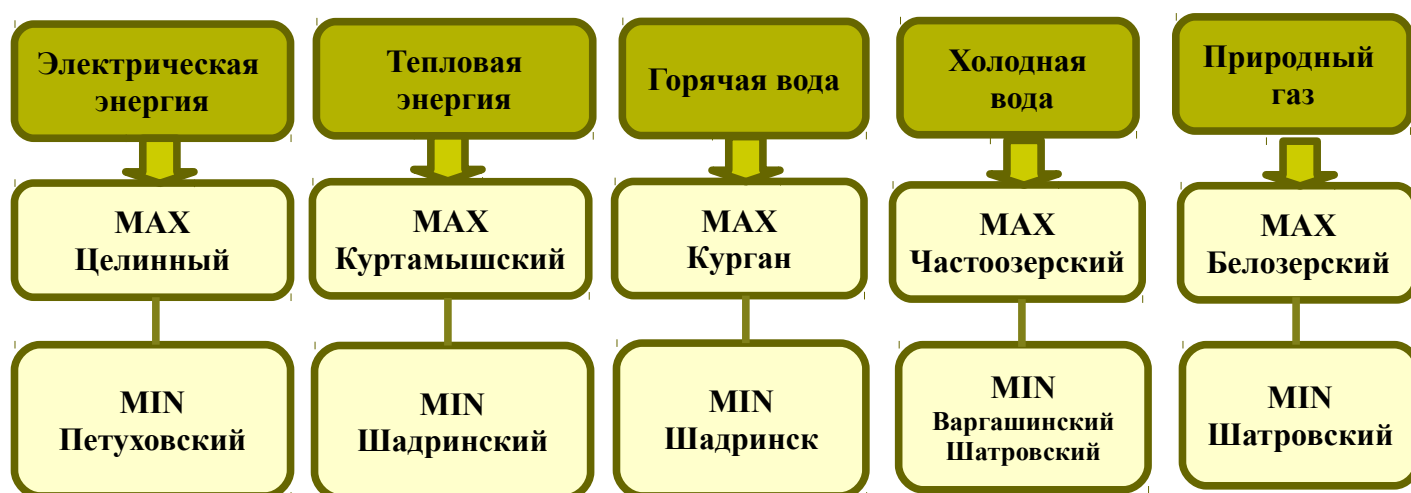 Электрическая
энергия
Тепловая
энергия
Горячая вода
Холодная
вода
Природный
газ
MAX
Целинный
MAX
Куртамышский
MAX
Курган
MAX
Частоозерский
MAX
Белозерский
MIN
Петуховский
MIN
Шадринский
MIN
Шадринск
MIN
Варгашинский
Шатровский
MIN
Шатровский